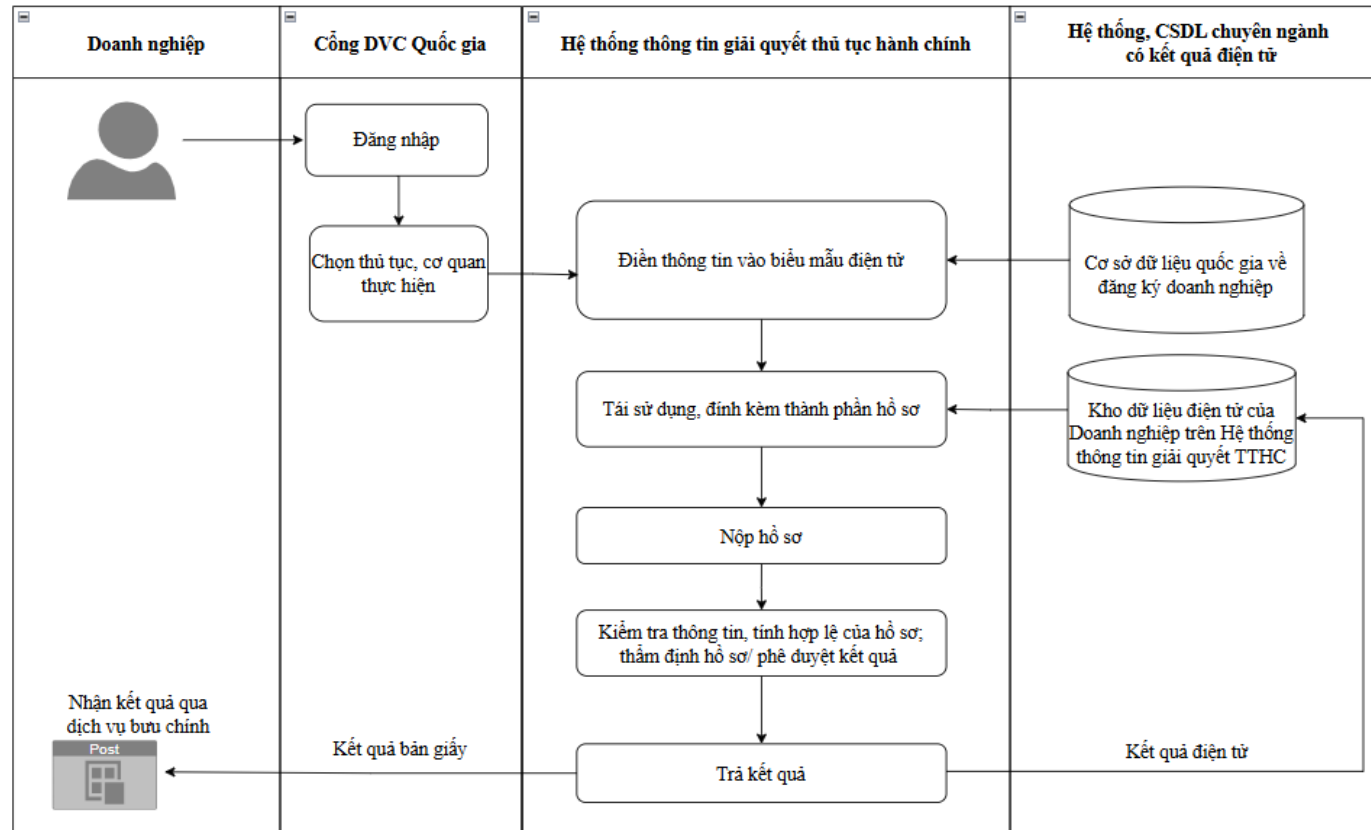 Doanh nghiệp
Cổng DVC Quốc gia
Hệ thống thông tin giải quyết thủ tục hành chính
Hệ thống, CSDL chuyên ngành
có kết quả điện tử
Đăng nhập
Chọn thủ tục, cơ quan
thực hiện
Điền thông tin vào biểu mẫu điện tử
Cơ sở dữ liệu quốc gia về
đăng ký doanh nghiệp
Tái sử dụng, đính kèm thành phần hồ sơ
Kho dữ liệu điện tử của
Doanh nghiệp trên Hệ thống
thông tin giải quyết TTHC
Nộp hồ sơ
Kiểm tra thông tin, tính hợp lệ của hồ sơ;
thẩm định hồ sơ/ phê duyệt kết quả
Nhận kết quả qua
dịch vụ bưu chính
Post
Kết quả bản giấy
Trả kết quả
Kết quả điện tử